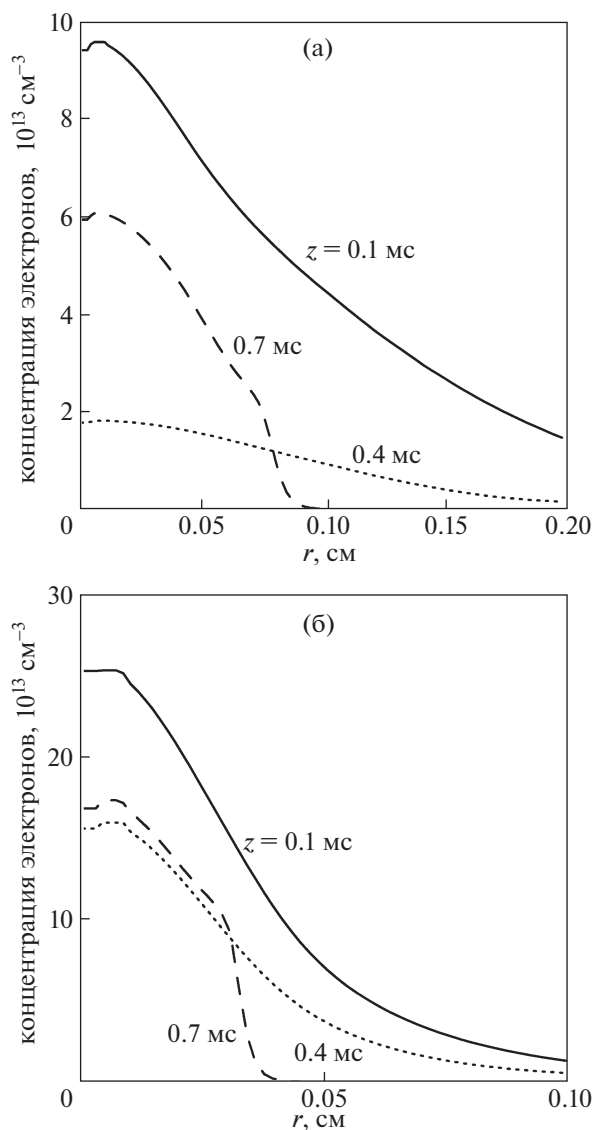 (а)
концентрация электронов, 10¹³ см⁻³
10
8
6
4
2
0
z = 0.1 мс
0.7 мс
0.4 мс
0.05
0.10
0.15
0.20
r, см
(б)
концентрация электронов, 10¹³ см⁻³
30
20
10
0
z = 0.1 мс
0.7 мс
0.4 мс
0.05
0.10
r, см